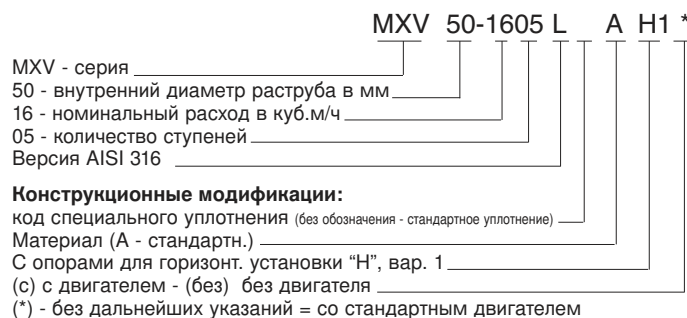 MXV 50-1605 L A H1 *
MXV - серия
50 - внутренний диаметр раструба в мм
16 - номинальный расход в куб.м/ч
05 - количество ступеней
Версия AISI 316
Конструкционные модификации:
код специального уплотнения (без обозначения - стандартное уплотнение)
Материал (А - стандартн.)
С опорами для горизонт. установки “Н”, вар. 1
(с) с двигателем - (без) без двигателя
(*) - без дальнейших указаний = со стандартным двигателем